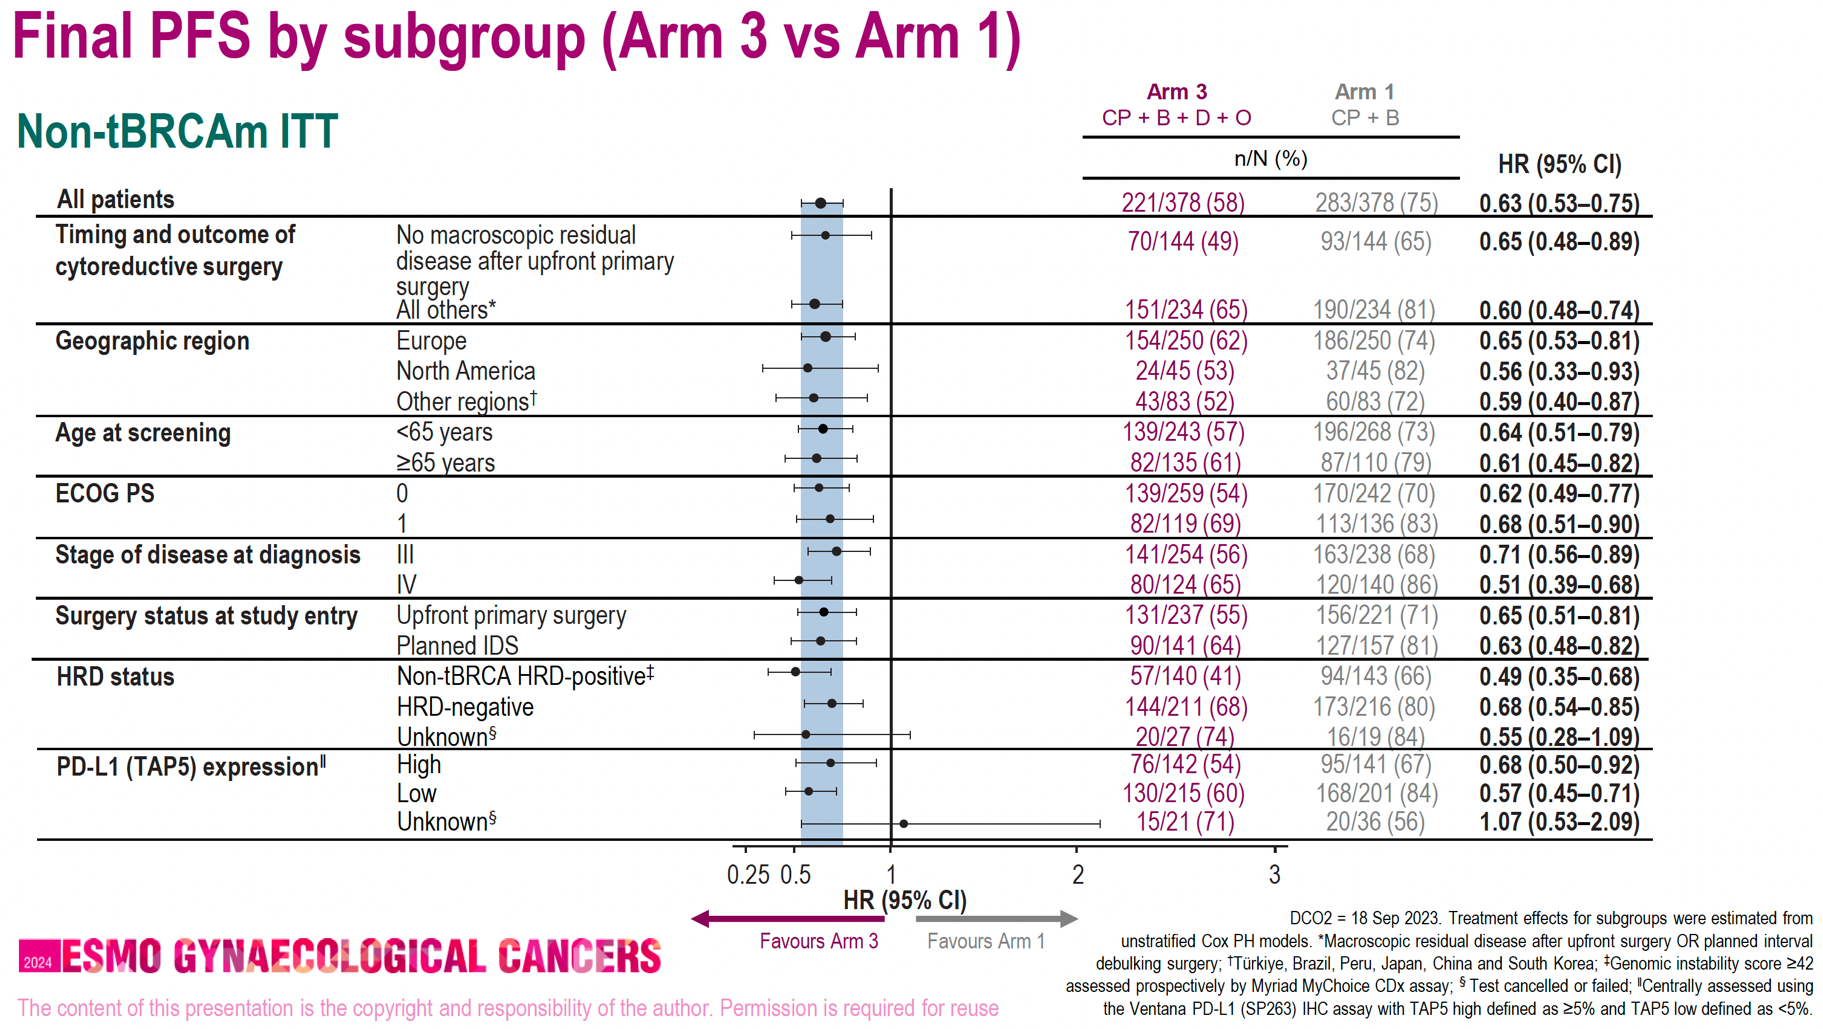 Final PFS by subgroup (Arm 3 vs Arm 1)
Non-tBRCAm ITT
Arm 3 Arm 1
CP + B + D + O CP + B
n/N (%) HR (95% CI)
All patients 221/378 (58) 283/378 (75) 0.63 (0.53–0.75)
Timing and outcome of No macroscopic residual 70/144 (49) 93/144 (65) 0.65 (0.48–0.89)
cytoreductive surgery disease after upfront primary
surgery
All others* 151/234 (65) 190/234 (81) 0.60 (0.48–0.74)
Geographic region Europe 154/250 (62) 186/250 (74) 0.65 (0.53–0.81)
North America 24/45 (53) 37/45 (82) 0.56 (0.33–0.93)
Other regions† 43/83 (52) 60/83 (72) 0.59 (0.40–0.87)
Age at screening <65 years 139/243 (57) 196/268 (73) 0.64 (0.51–0.79)
≥65 years 82/135 (61) 87/110 (79) 0.61 (0.45–0.82)
ECOG PS 0 139/259 (54) 170/242 (70) 0.62 (0.49–0.77)
1 82/119 (69) 113/136 (83) 0.68 (0.51–0.90)
Stage of disease at diagnosis III 141/254 (56) 163/238 (68) 0.71 (0.56–0.89)
IV 80/124 (65) 120/140 (86) 0.51 (0.39–0.68)
Surgery status at study entry Upfront primary surgery 131/237 (55) 156/221 (71) 0.65 (0.51–0.81)
Planned IDS 90/141 (64) 127/157 (81) 0.63 (0.48–0.82)
HRD status Non-tBRCA HRD-positive‡ 57/140 (41) 94/143 (66) 0.49 (0.35–0.68)
HRD-negative 144/211 (68) 173/216 (80) 0.68 (0.54–0.85)
Unknown§ 20/27 (74) 16/19 (84) 0.55 (0.28–1.09)
PD-L1 (TAP5) expression‖ High 76/142 (54) 95/141 (67) 0.68 (0.50–0.92)
Low 130/215 (60) 168/201 (84) 0.57 (0.45–0.71)
Unknown§ 15/21 (71) 20/36 (56) 1.07 (0.53–2.09)
0.25 0.5 1 2 3
HR (95% CI)
Favours Arm 3 Favours Arm 1
DCO2 = 18 Sep 2023. Treatment effects for subgroups were estimated from
unstratified Cox PH models. *Macroscopic residual disease after upfront surgery OR planned interval
debulking surgery; †Türkiye, Brazil, Peru, Japan, China and South Korea; ‡Genomic instability score ≥42
assessed prospectively by Myriad MyChoice CDx assay; § Test cancelled or failed; ‖Centrally assessed using
the Ventana PD-L1 (SP263) IHC assay with TAP5 high defined as ≥5% and TAP5 low defined as <5%.
2024 ESMO GYNAECOLOGICAL CANCERS
The content of this presentation is the copyright and responsibility of the author. Permission is required for reuse